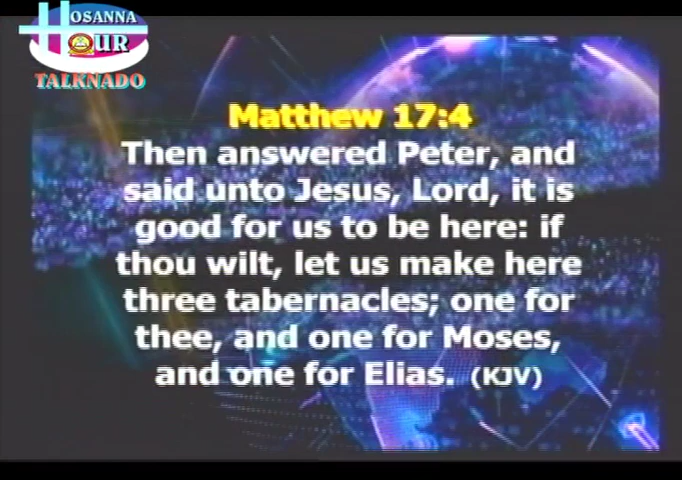 HOSANNA
HOUR
TALKNADO
Matthew 17:4
Then answered Peter, and
said unto Jesus, Lord, it is
good for us to be here: if
thou wilt, let us make here
three tabernacles; one for
thee, and one for Moses,
and one for Elias. (KJV)